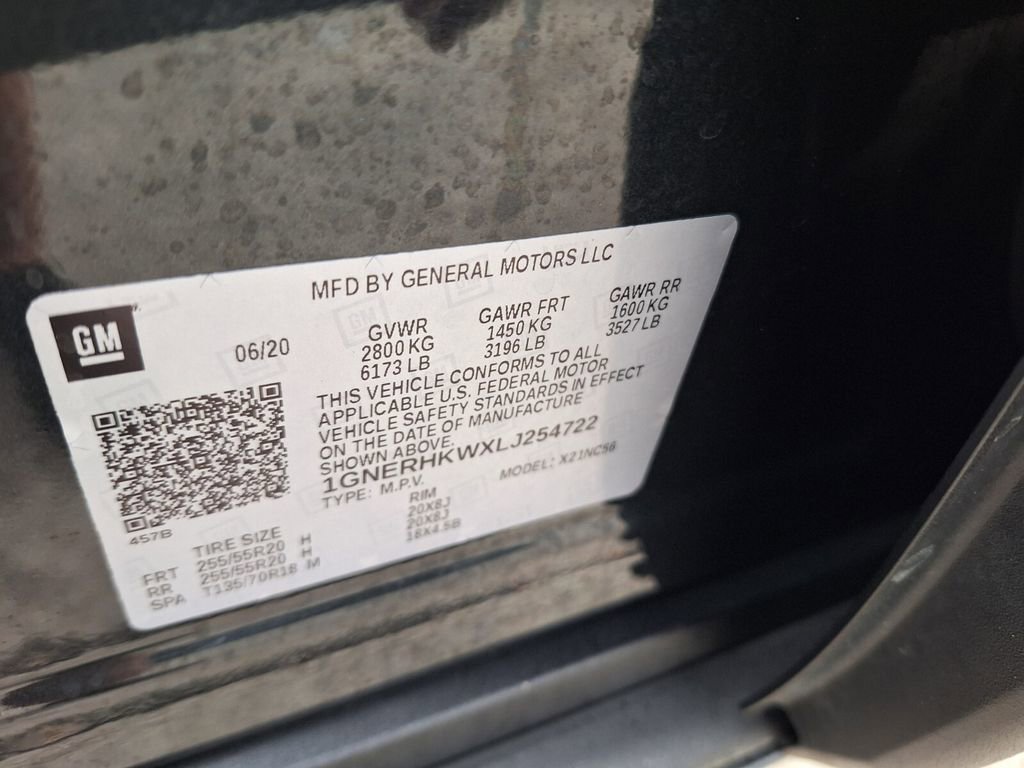 MFD BY GENERAL MOTORS LLC
GM
06/20
GVWR GAWR FRT GAWR RR
2800 KG 1450 KG 1600 KG
6173 LB 3196 LB 3527 LB
THIS VEHICLE CONFORMS TO ALL
APPLICABLE U.S. FEDERAL MOTOR
VEHICLE SAFETY STANDARDS IN EFFECT
ON THE DATE OF MANUFACTURE
SHOWN ABOVE.
1GNERHKWXLJ254722
TYPE: M.P.V. MODEL: X21NC56
457B
TIRE SIZE RIM
FRT 255/55R20 H 20X8J
RR 255/55R20 H 20X8J
SPA T135/70R18 M 18X4.5B